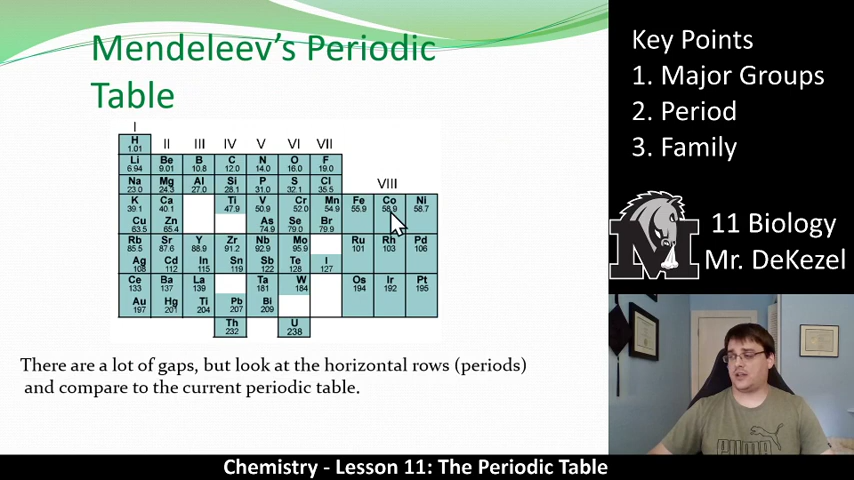 Mendeleev's Periodic
Table
I II III IV V VI VII VIII
H
1.01
Li Be B C N O F
6.94 9.01 10.8 12.0 14.0 16.0 19.0
Na Mg Al Si P S Cl
23.0 24.3 27.0 28.1 31.0 32.1 35.5
K Ca Ti V Cr Mn Fe Co Ni
39.1 40.1 47.9 50.9 52.0 54.9 55.9 58.9 58.7
Cu Zn As Se Br
63.5 65.4 74.9 79.0 79.9
Rb Sr Y Zr Nb Mo Ru Rh Pd
85.5 87.6 88.9 91.2 92.9 95.9 101 103 106
Ag Cd In Sn Sb Te I
108 112 115 119 122 128 127
Ce Ba La Ta W Os Ir Pt
133 137 139 181 184 194 192 195
Au Hg Ti Pb Bi
197 201 204 207 209
Th U
232 238
There are a lot of gaps, but look at the horizontal rows (periods)
and compare to the current periodic table.
Key Points
1. Major Groups
2. Period
3. Family
11 Biology
Mr. DeKezel
PUMA
Chemistry - Lesson 11: The Periodic Table